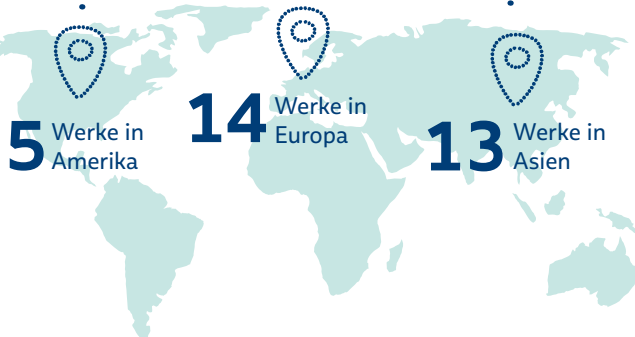 5 Werke in
Amerika
14 Werke in
Europa
13 Werke in
Asien